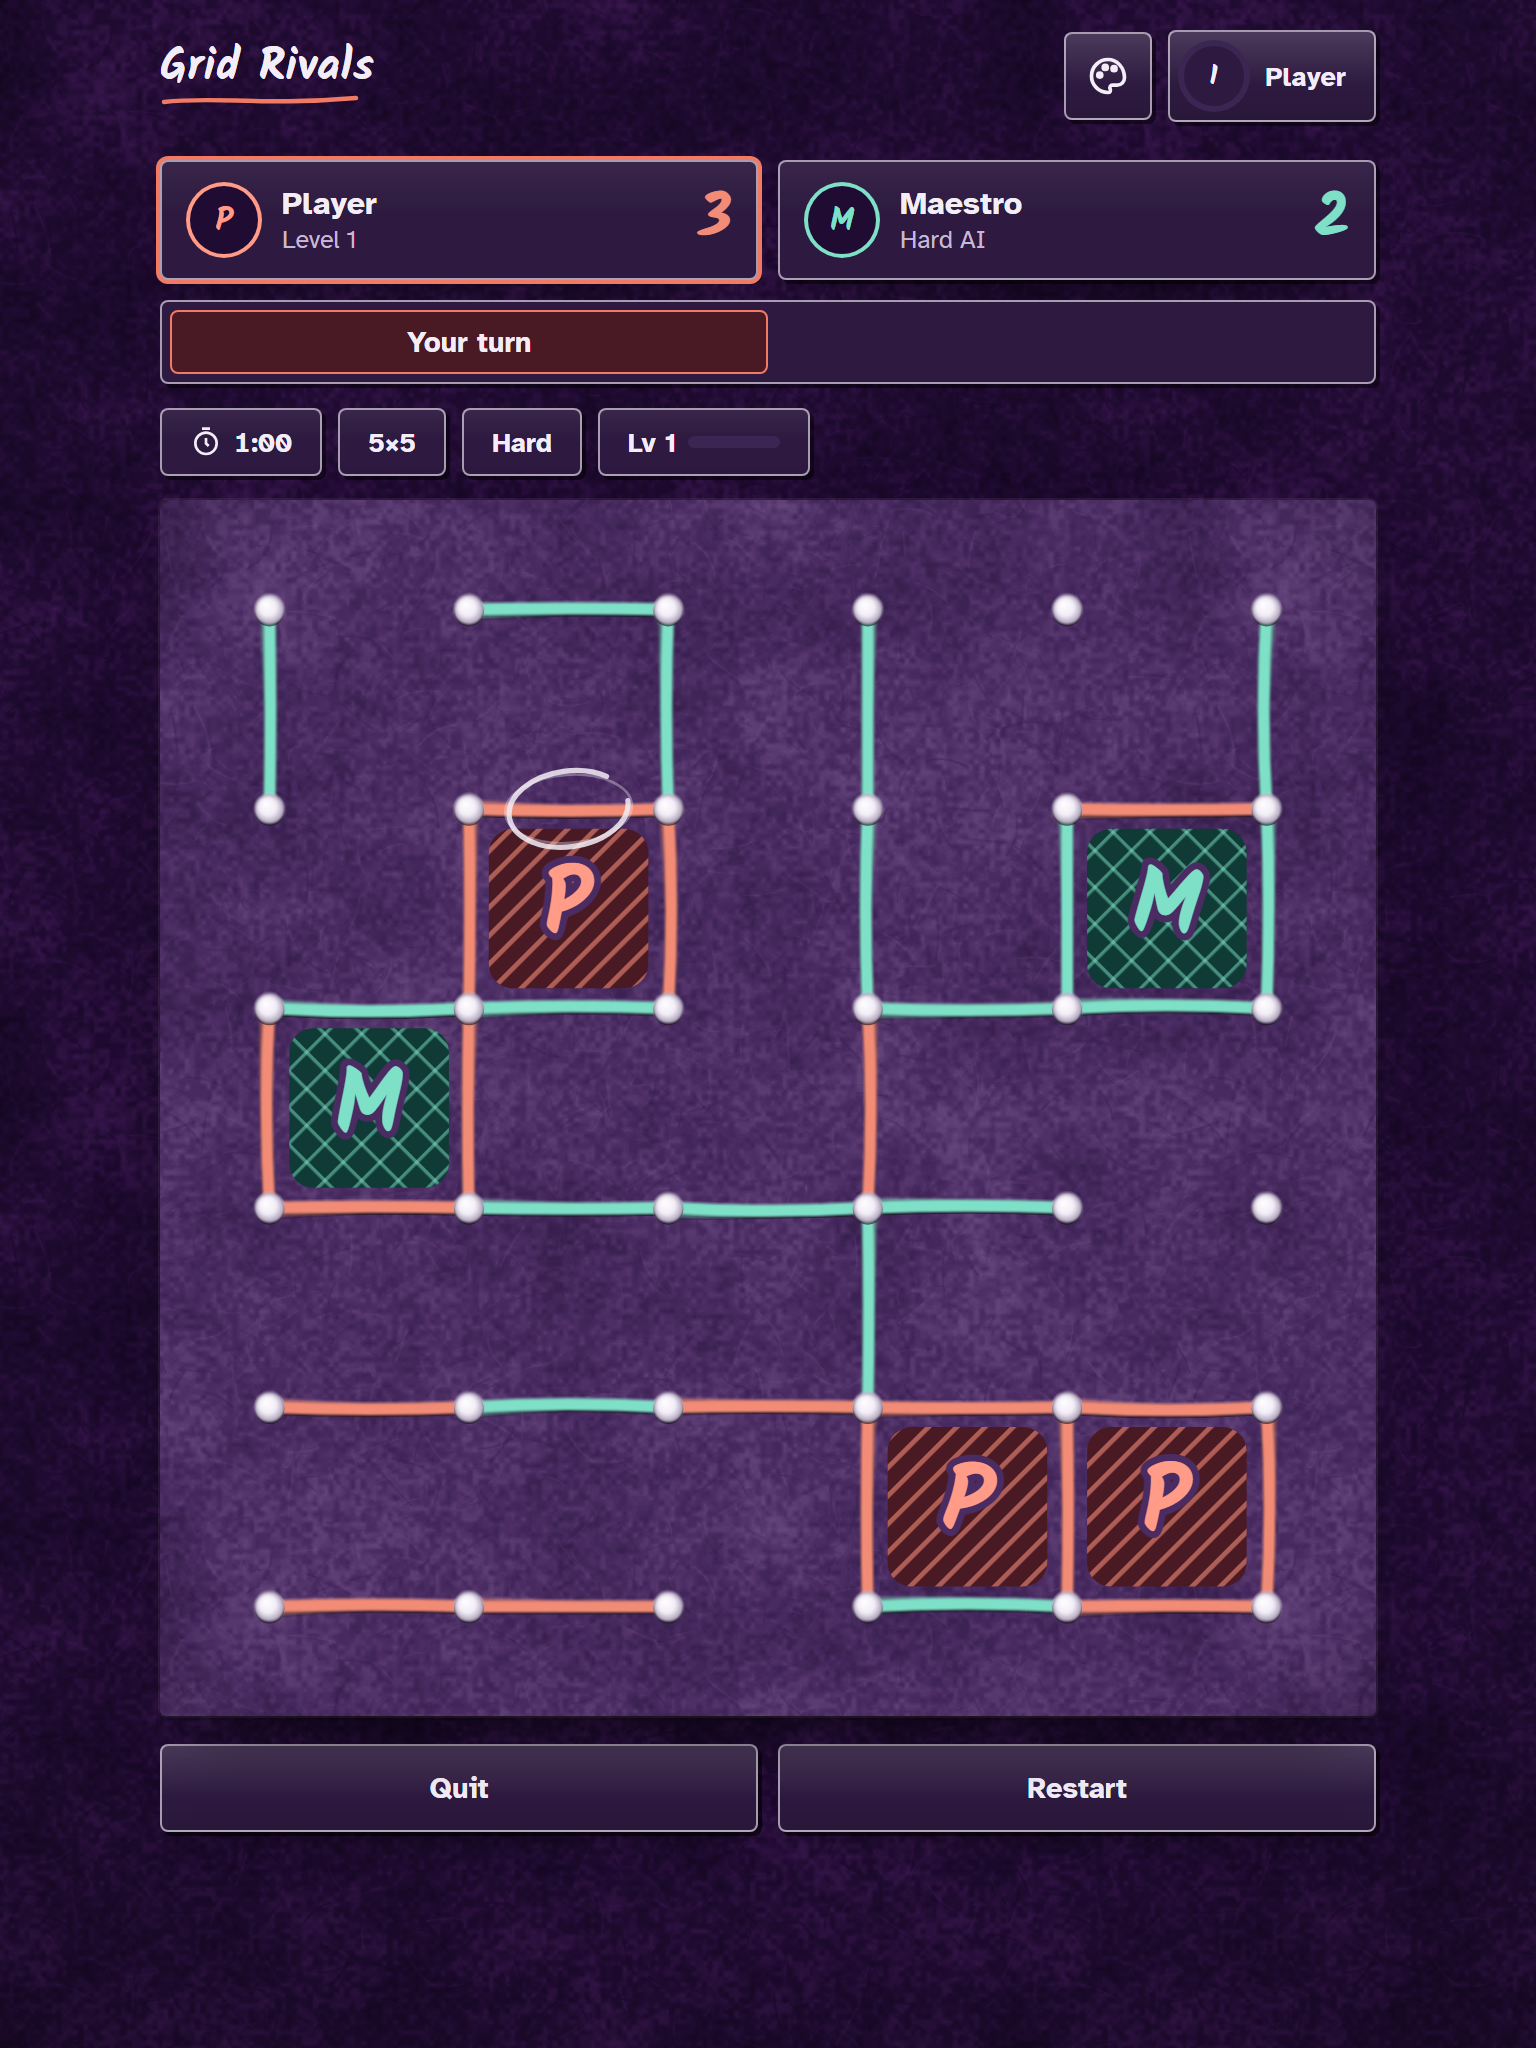 Grid Rivals
I Player
P Player 3
Level 1
M Maestro 2
Hard AI
Your turn
1:00 5×5 Hard Lv 1
P M
M
P P
Quit Restart